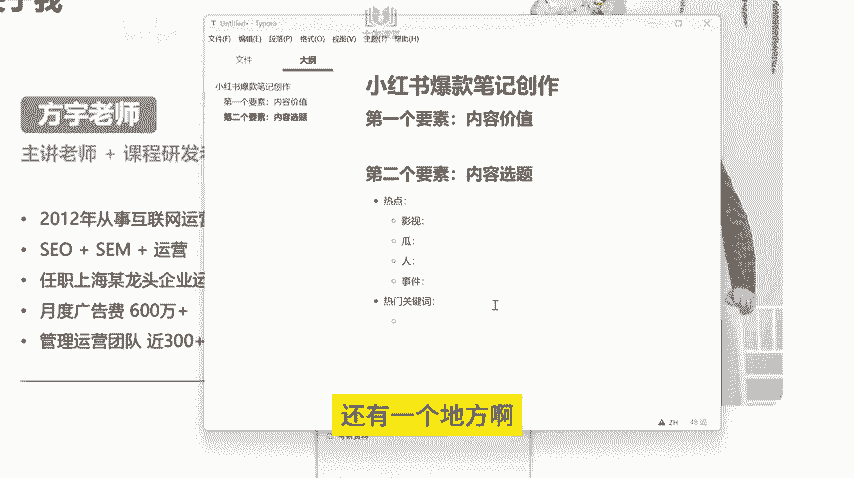 于我
方宇老师
主讲老师 + 课程研发
2012年从事互联网运营
SEO + SEM + 运营
任职上海某龙头企业运
月度广告费 600万+
管理运营团队 近300+
Untitled• - Typora
文件(F) 编辑(E) 段落(P) 格式(O) 视图(V) 主题(T) 帮助(H)
文件 大纲
小红书爆款笔记创作
第一个要素：内容价值
第二个要素：内容选题
小红书爆款笔记创作
第一个要素：内容价值
第二个要素：内容选题
热点：
影视：
瓜：
人：
事件：
热门关键词：
还有一个地方啊